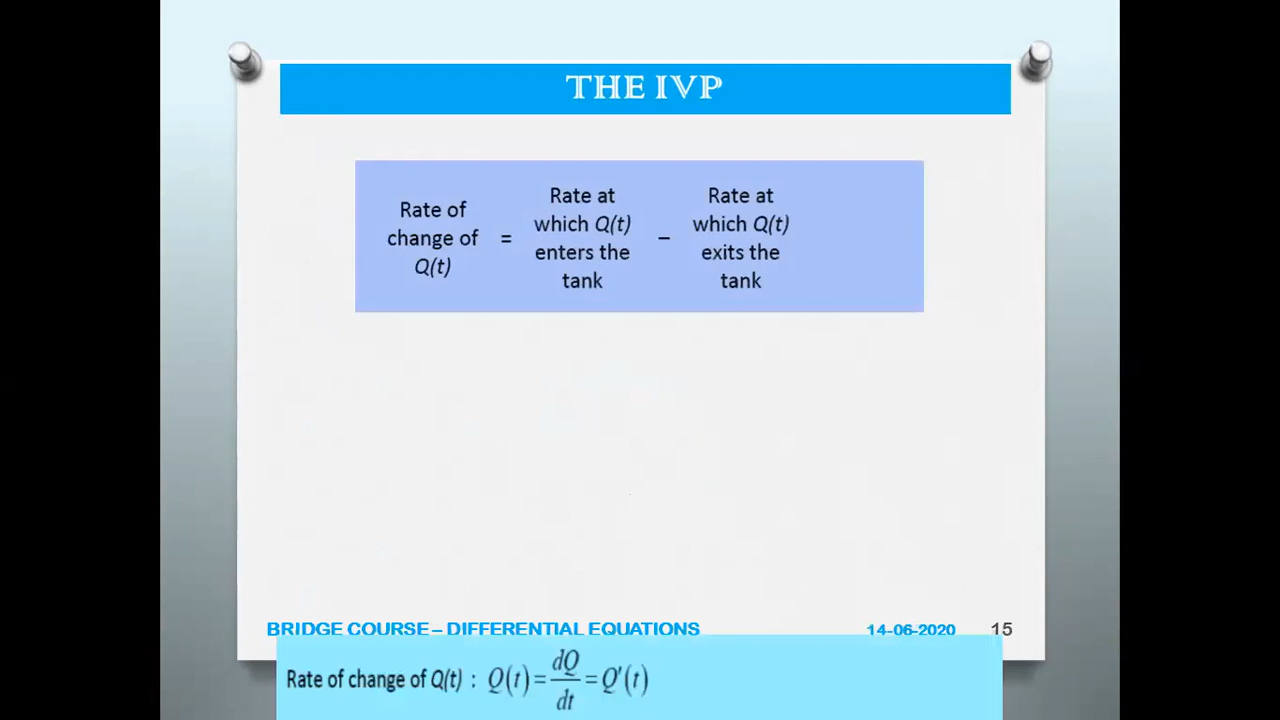 THE IVP
Rate of change of Q(t) = Rate at which Q(t) enters the tank – Rate at which Q(t) exits the tank
BRIDGE COURSE – DIFFERENTIAL EQUATIONS 14-06-2020 15
Rate of change of Q(t) : Q(t) = dQ/dt = Q'(t)